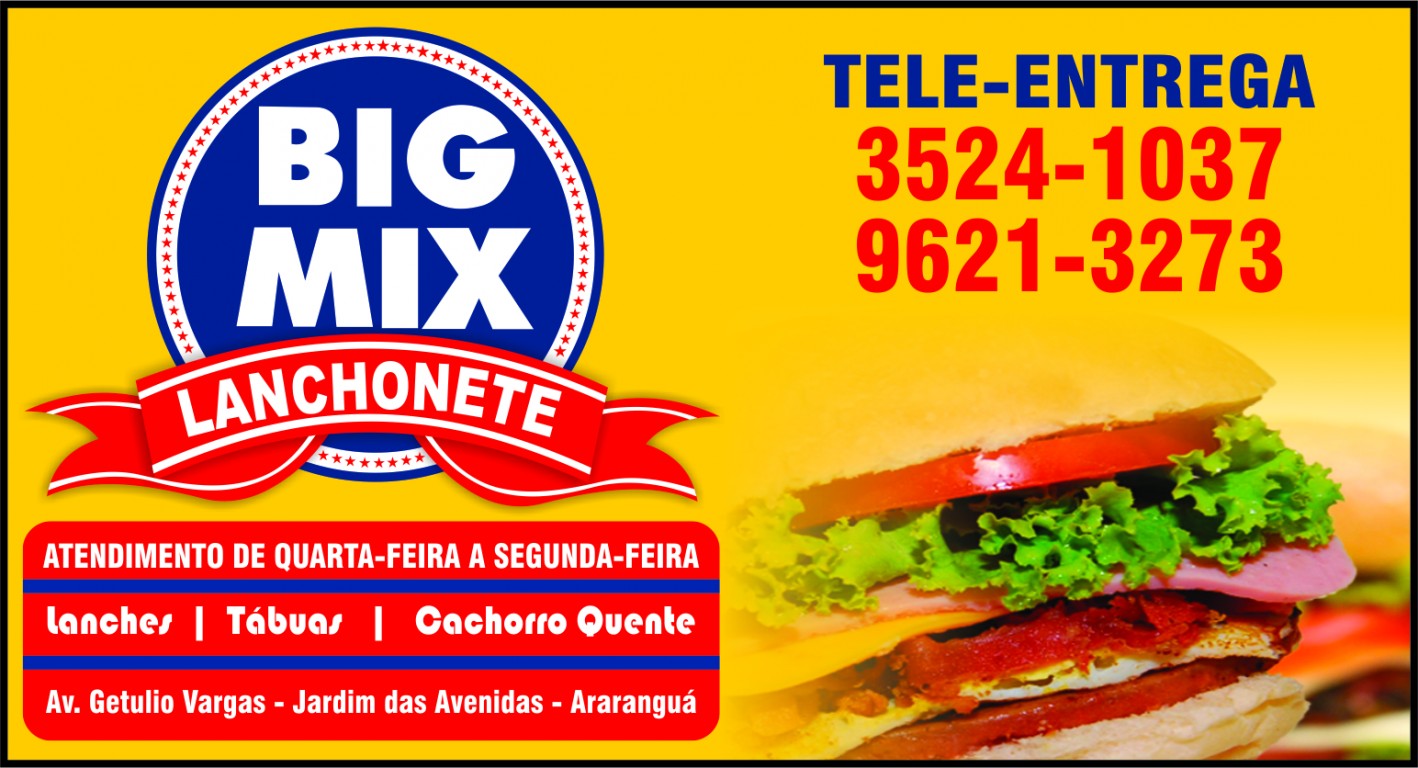 BIG
MIX
LANCHONETE
TELE-ENTREGA
3524-1037
9621-3273
ATENDIMENTO DE QUARTA-FEIRA A SEGUNDA-FEIRA
Lanches | Tábuas | Cachorro Quente
Av. Getulio Vargas - Jardim das Avenidas - Araranguá